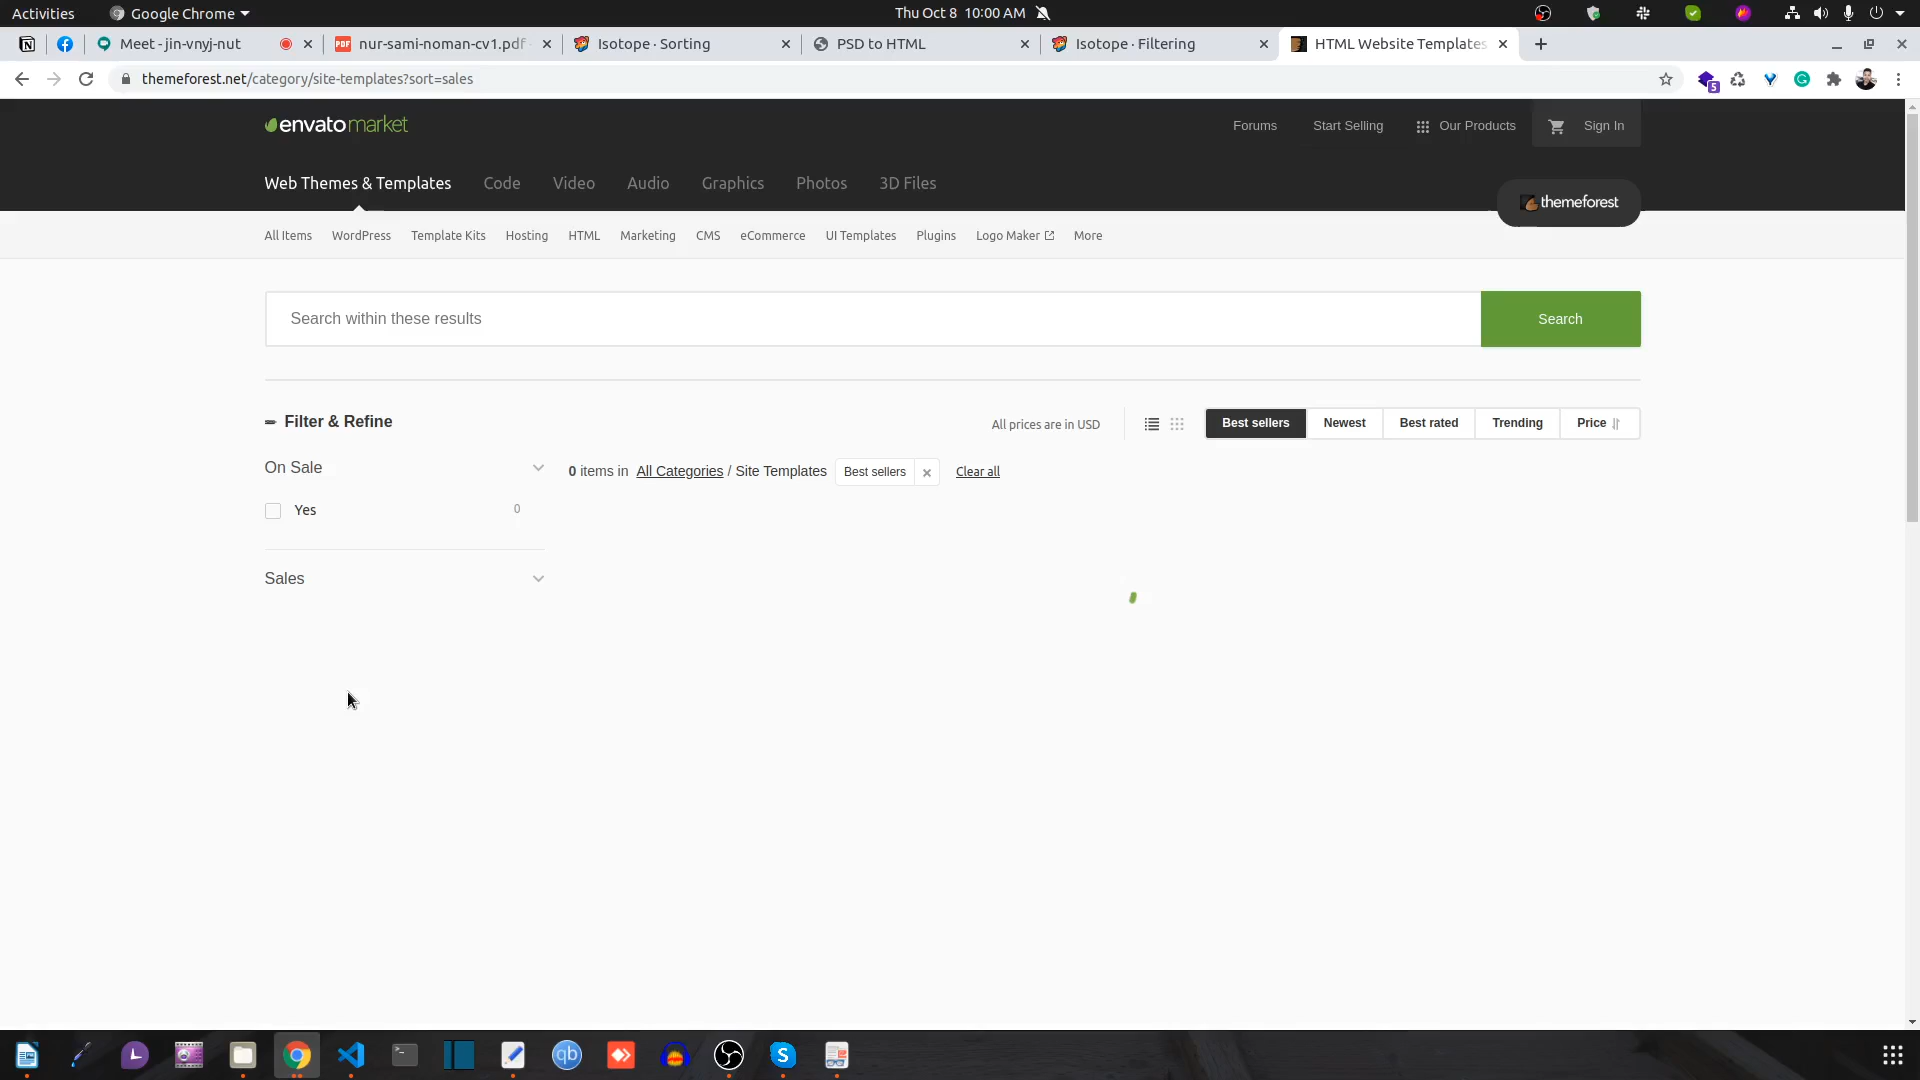 Activities
Google Chrome
Thu Oct 8 10:00 AM
Meet - jin-vnyj-nut
PDF nur-sami-noman-cv1.pdf
Isotope · Sorting
PSD to HTML
Isotope · Filtering
HTML Website Templates
themeforest.net/category/site-templates?sort=sales
5
envatomarket
Forums
Start Selling
Our Products
Sign In
Web Themes & Templates
Code
Video
Audio
Graphics
Photos
3D Files
themeforest
All Items
WordPress
Template Kits
Hosting
HTML
Marketing
CMS
eCommerce
UI Templates
Plugins
Logo Maker
More
Search within these results
Search
Filter & Refine
All prices are in USD
Best sellers
Newest
Best rated
Trending
Price
On Sale
0 items in All Categories / Site Templates
Best sellers
Clear all
Yes
0
Sales
qb
S